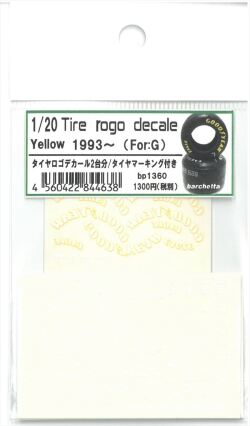 1/20 Tire rogo decale
Yellow 1993～ (For:G)
タイヤロゴデカール2台分/タイヤマーキング付き
4 560422 844638
bp1360
1300円(税別)
GOODYEAR
barchetta